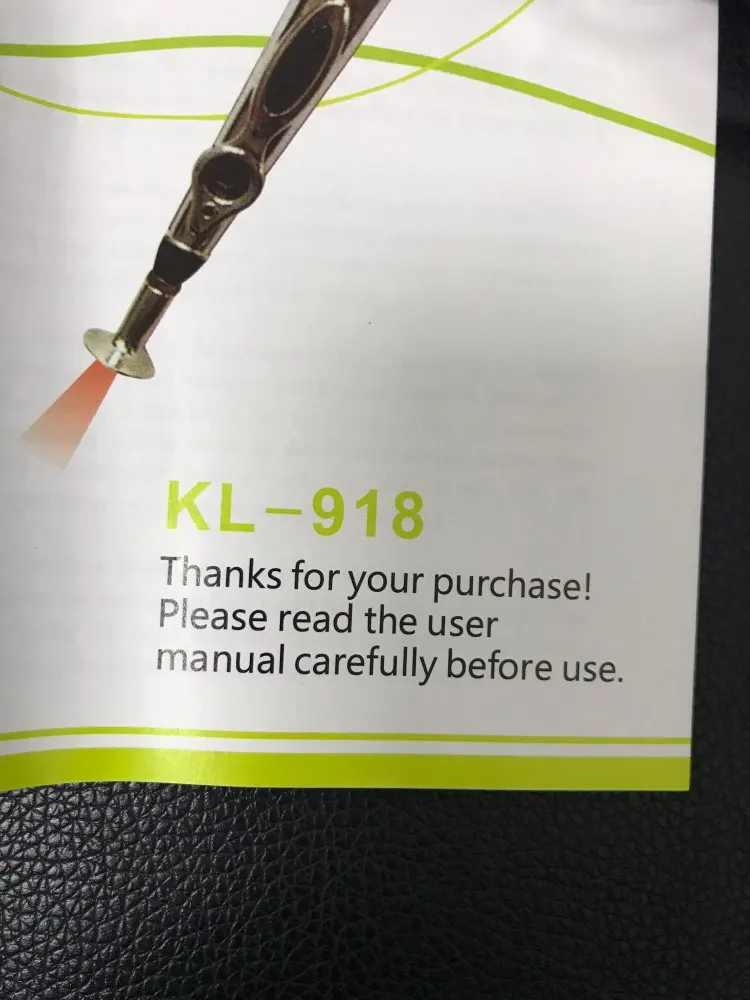 KL-918
Thanks for your purchase!
Please read the user
manual carefully before use.